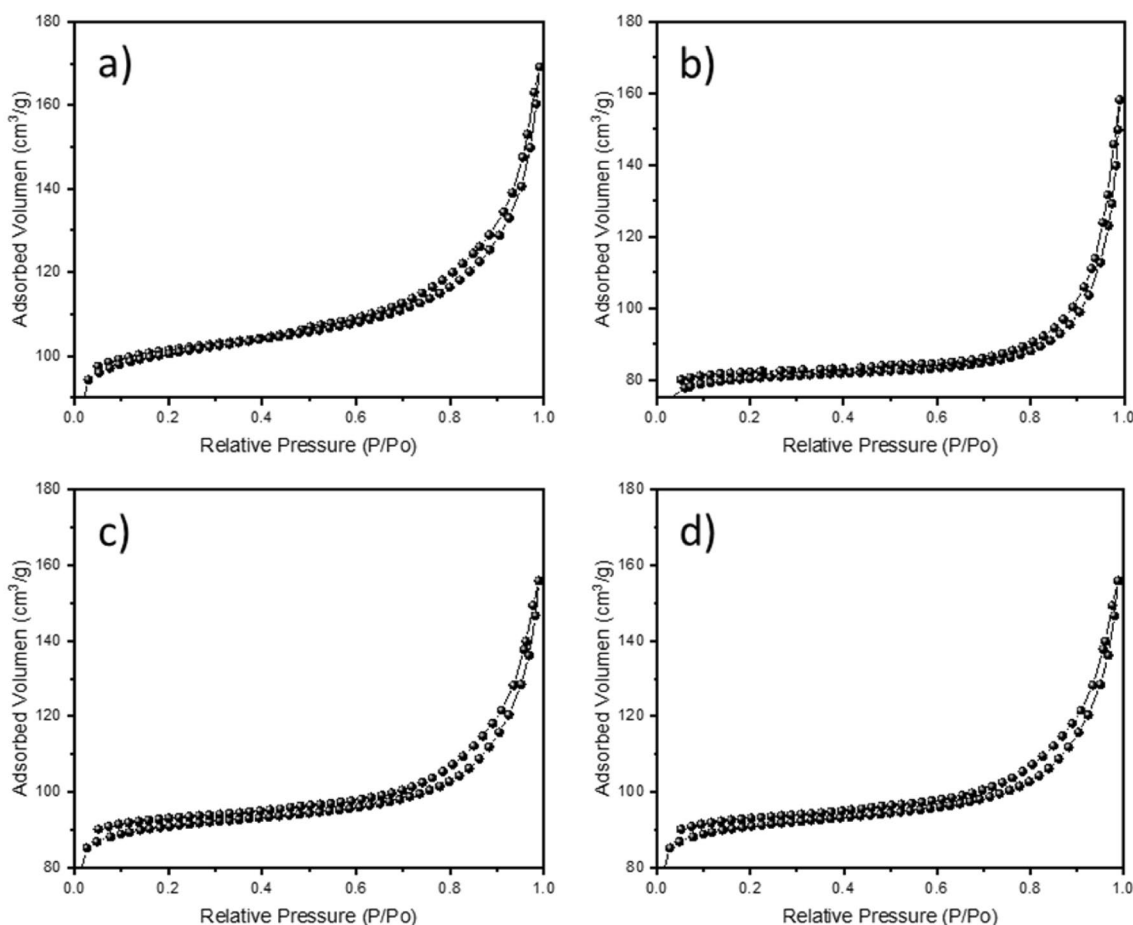 a)
180
160
140
120
100
Adsorbed Volumen (cm³/g)
0.0 0.2 0.4 0.6 0.8 1.0
Relative Pressure (P/Po)
b)
180
160
140
120
100
80
Adsorbed Volumen (cm³/g)
0.0 0.2 0.4 0.6 0.8 1.0
Relative Pressure (P/Po)
c)
180
160
140
120
100
80
Adsorbed Volumen (cm³/g)
0.0 0.2 0.4 0.6 0.8 1.0
Relative Pressure (P/Po)
d)
180
160
140
120
100
80
Adsorbed Volumen (cm³/g)
0.0 0.2 0.4 0.6 0.8 1.0
Relative Pressure (P/Po)